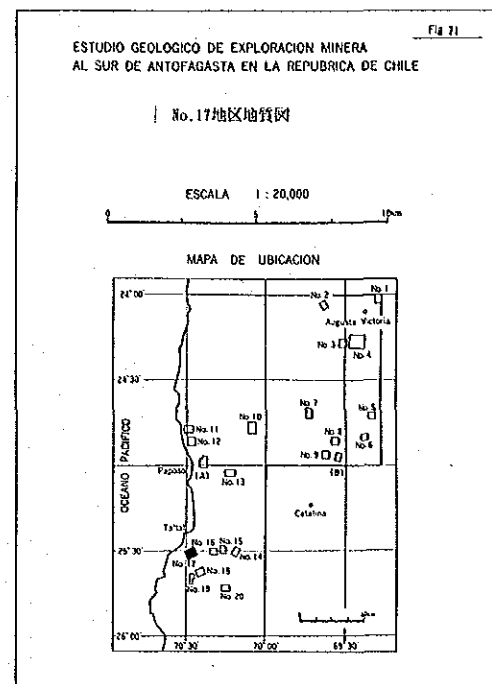 Fig 21
ESTUDIO GEOLOGICO DE EXPLORACION MINERA
AL SUR DE ANTOFAGASTA EN LA REPUBRICA DE CHILE
No.17地区地質図
ESCALA 1 : 20,000
0 5 10km
MAPA DE UBICACION
24°00'
No.2
No.1
Augusta Victoria
No.3
No.4
24°30'
No.7
No.5
No.11
No.10
No.12
No.8
No.6
No.9
OCEANO PACIFICO
Paposo
(A)
No.13
(B)
Catalina
Taltal
No.16
No.15
No.14
25°30'
No.17
No.18
No.19
No.20
26°00'
70°30'
70°00'
69°30'